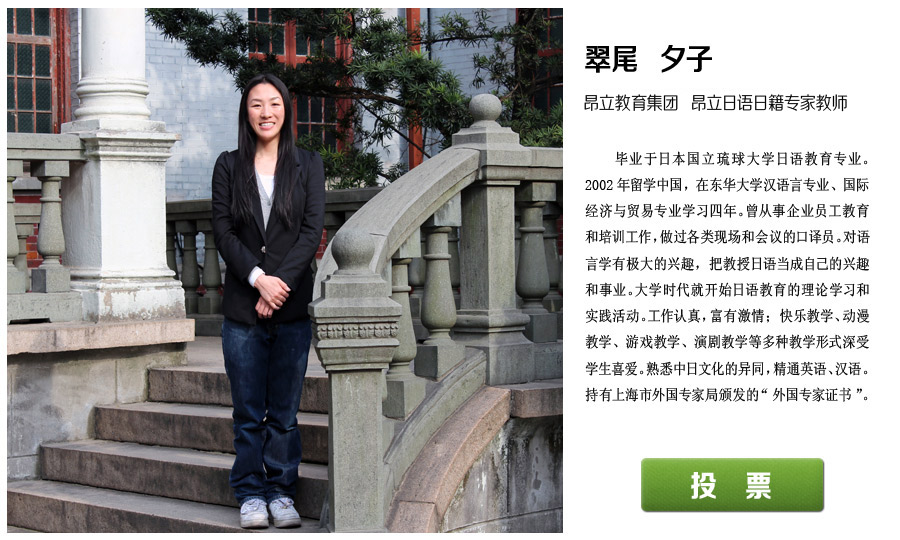 翠尾 夕子
昂立教育集团 昂立日语日籍专家教师
毕业于日本国立琉球大学日语教育专业。
2002 年留学中国，在东华大学汉语言专业、国际
经济与贸易专业学习四年。曾从事企业员工教育
和培训工作，做过各类现场和会议的口译员。对语
言学有极大的兴趣，把教授日语当成自己的兴趣
和事业。大学时代就开始日语教育的理论学习和
实践活动。工作认真，富有激情；快乐教学、动漫
教学、游戏教学、演剧教学等多种教学形式深受
学生喜爱。熟悉中日文化的异同，精通英语、汉语。
持有上海市外国专家局颁发的“外国专家证书”。
投 票